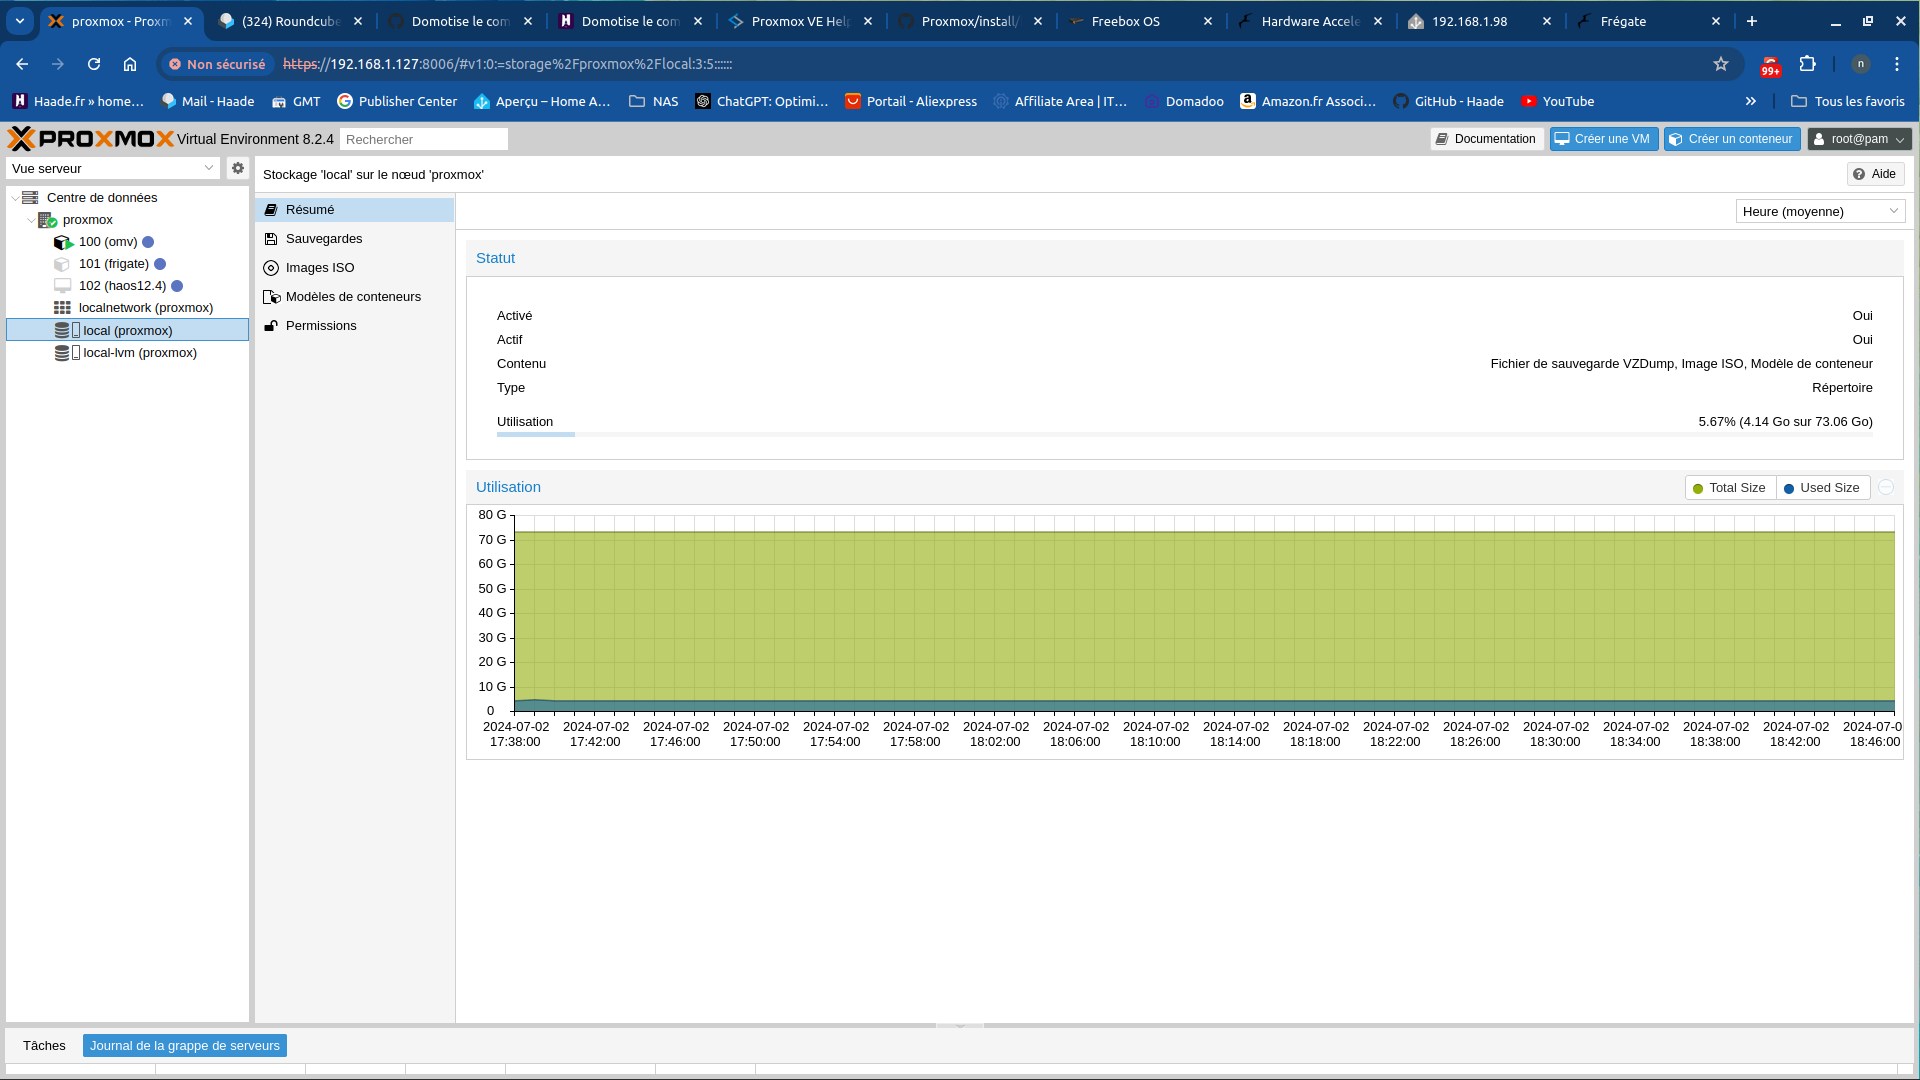 proxmox - Proxm
(324) Roundcube
Domotise le com
Domotise le com
Proxmox VE Hel
Proxmox/install/
Freebox OS
Hardware Accele
192.168.1.98
Frégate
Non sécurisé
https://192.168.1.127:8006/#v1:0:=storage%2Fproxmox%2Flocal:3:5::::::
99+
n
Haade.fr » home…
Mail - Haade
GMT
Publisher Center
Aperçu – Home A…
NAS
ChatGPT: Optimi…
Portail - Aliexpress
Affiliate Area | IT…
Domadoo
Amazon.fr Associ…
GitHub - Haade
YouTube
Tous les favoris
PROXMOX Virtual Environment 8.2.4
Rechercher
Documentation
Créer une VM
Créer un conteneur
root@pam
Vue serveur
Centre de données
proxmox
100 (omv)
101 (frigate)
102 (haos12.4)
localnetwork (proxmox)
local (proxmox)
local-lvm (proxmox)
Stockage 'local' sur le nœud 'proxmox'
Aide
Résumé
Sauvegardes
Images ISO
Modèles de conteneurs
Permissions
Heure (moyenne)
Statut
Activé Oui
Actif Oui
Contenu Fichier de sauvegarde VZDump, Image ISO, Modèle de conteneur
Type Répertoire
Utilisation 5.67% (4.14 Go sur 73.06 Go)
Utilisation
Total Size
Used Size
80 G
70 G
60 G
50 G
40 G
30 G
20 G
10 G
0
2024-07-02 2024-07-02 2024-07-02 2024-07-02 2024-07-02 2024-07-02 2024-07-02 2024-07-02 2024-07-02 2024-07-02 2024-07-02 2024-07-02 2024-07-02 2024-07-02 2024-07-02 2024-07-02 2024-07-02 2024-07-0
17:38:00 17:42:00 17:46:00 17:50:00 17:54:00 17:58:00 18:02:00 18:06:00 18:10:00 18:14:00 18:18:00 18:22:00 18:26:00 18:30:00 18:34:00 18:38:00 18:42:00 18:46:00
Tâches
Journal de la grappe de serveurs